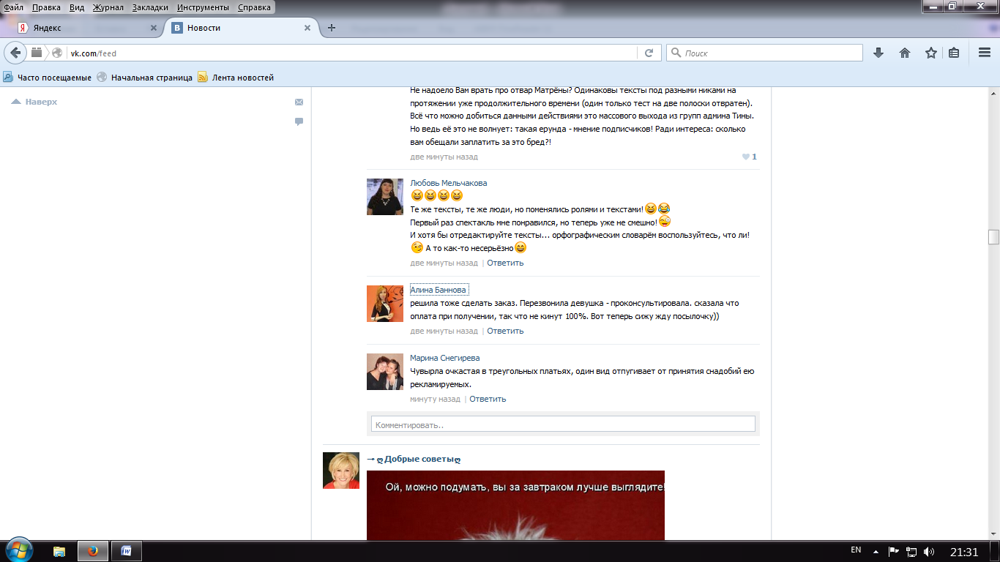 Файл Правка Вид Журнал Закладки Инструменты Справка
Я Яндекс
В Новости
vk.com/feed
Поиск
Часто посещаемые Начальная страница Лента новостей
Наверх
Не надоело Вам врать про отвар Матрёны? Одинаковы тексты под разными никами на
протяжении уже продолжительного времени (один только тест на две полоски отвратен).
Всё что можно добиться данными действиями это массового выхода из групп админа Тины.
Но ведь её это не волнует: такая ерунда - мнение подписчиков! Ради интереса: сколько
вам обещали заплатить за это бред?!
две минуты назад 1
Любовь Мельчакова
😆😆😆😆
Те же тексты, те же люди, но поменялись ролями и текстами!😆😂
Первый раз спектакль мне понравился, но теперь уже не смешно!😜
И хотя бы отредактируйте тексты... орфографическим словарём воспользуйтесь, что ли!
😉 А то как-то несерьёзно😄
две минуты назад | Ответить
Алина Баннова
решила тоже сделать заказ. Перезвонила девушка - проконсультировала. сказала что
оплата при получении, так что не кинут 100%. Вот теперь сижу жду посылочку))
две минуты назад | Ответить
Марина Снегирева
Чувырла очкастая в треугольных платьях, один вид отпугивает от принятия снадобий ею
рекламируемых.
минуту назад | Ответить
Комментировать..
→ ღДобрые советыღ
Ой, можно подумать, вы за завтраком лучше выглядите!
EN 21:31